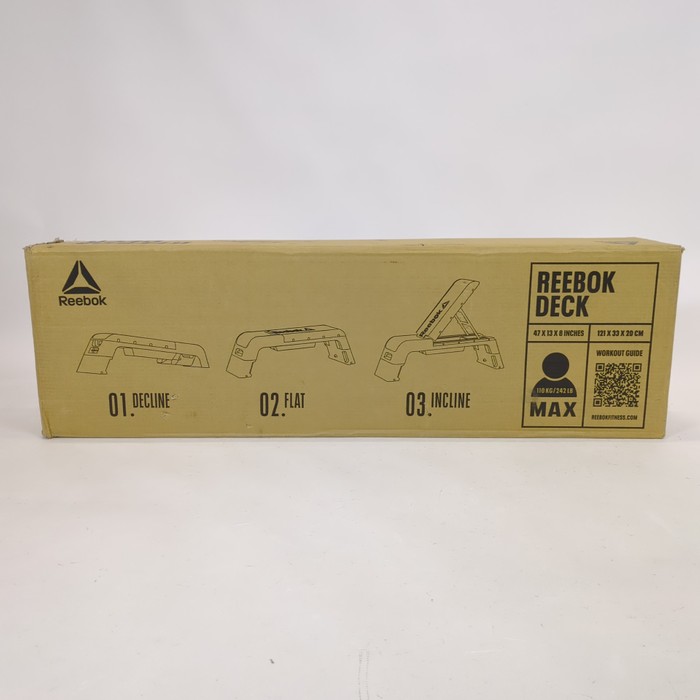 Reebok
01. DECLINE
02. FLAT
Reebok
03. INCLINE
REEBOK
DECK
47 X 13 X 8 INCHES
121 X 33 X 20 CM
110 KG/242 LB
MAX
WORKOUT GUIDE
REEBOKFITNESS.COM